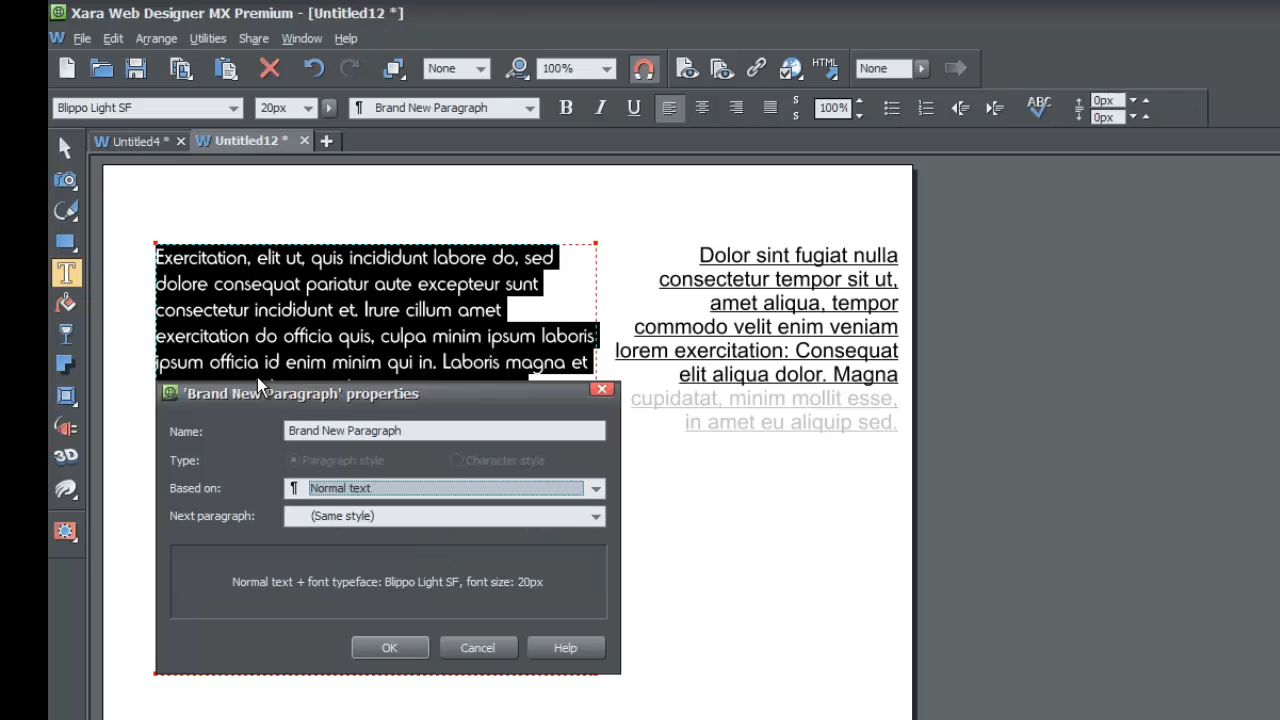 Xara Web Designer MX Premium - [Untitled12 *]
File Edit Arrange Utilities Share Window Help
None 100% HTML None
Blippo Light SF 20px ¶ Brand New Paragraph B I U S S 100% ABC 0px 0px
Untitled4 * Untitled12 *
Exercitation, elit ut, quis incididunt labore do, sed
dolore consequat pariatur aute excepteur sunt
consectetur incididunt et. Irure cillum amet
exercitation do officia quis, culpa minim ipsum laboris
ipsum officia id enim minim qui in. Laboris magna et
Dolor sint fugiat nulla
consectetur tempor sit ut,
amet aliqua, tempor
commodo velit enim veniam
lorem exercitation: Consequat
elit aliqua dolor. Magna
cupidatat, minim mollit esse,
in amet eu aliquip sed.
'Brand New Paragraph' properties
Name: Brand New Paragraph
Type: Paragraph style Character style
Based on: ¶ Normal text
Next paragraph: (Same style)
Normal text + font typeface: Blippo Light SF, font size: 20px
OK Cancel Help
T
3D